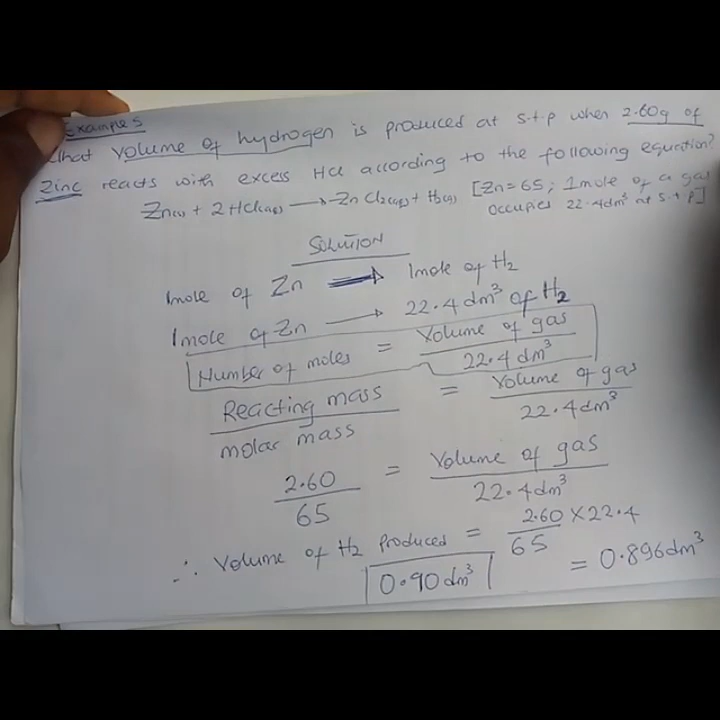 Example 5
What volume of hydrogen is produced at s.t.p when 2.60g of
Zinc reacts with excess HCl according to the following equation?
Zn(s) + 2HCl(aq) → ZnCl2(aq) + H2(g) [Zn=65; 1mole of a gas
occupies 22.4dm³ at s.t.p]
SOLUTION
1mole of Zn → 1mole of H2
1mole of Zn → 22.4dm³ of H2
Number of moles = Volume of gas / 22.4dm³
Reacting mass / molar mass = Volume of gas / 22.4dm³
2.60 / 65 = Volume of gas / 22.4dm³
∴ Volume of H2 Produced = 2.60 × 22.4 / 65
= 0.896dm³
0.90dm³